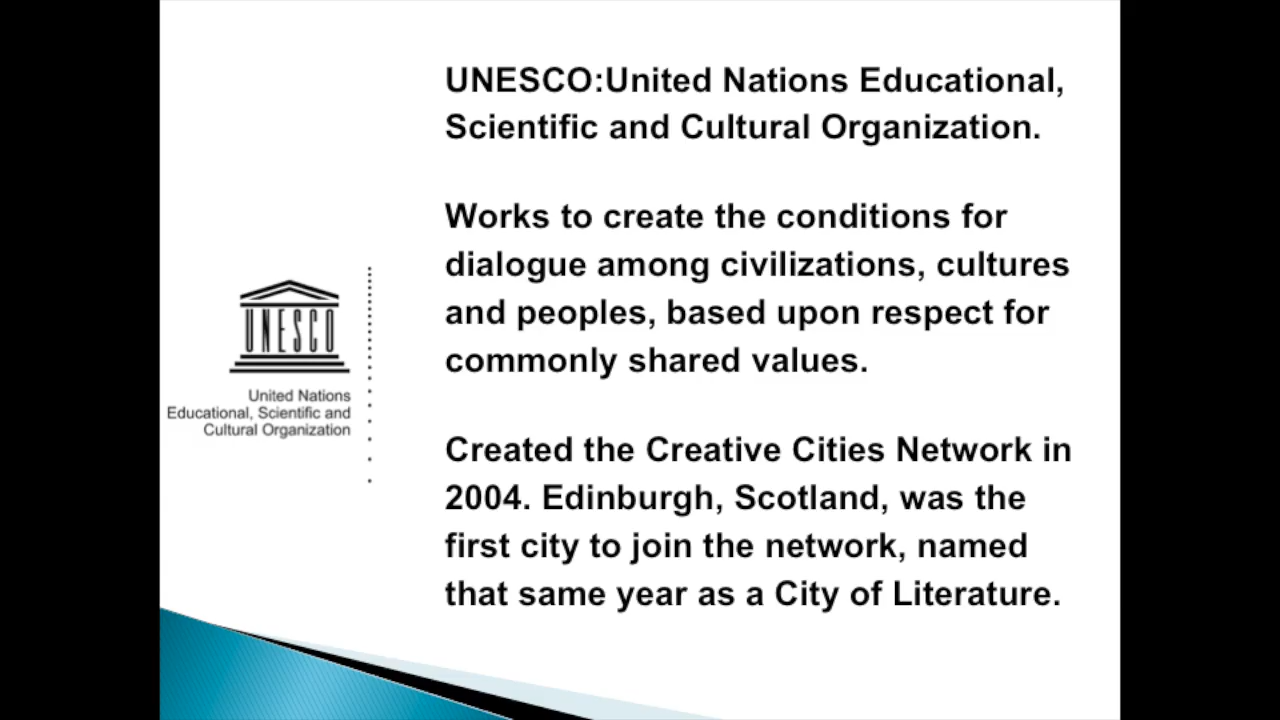 UNESCO:United Nations Educational,
Scientific and Cultural Organization.
Works to create the conditions for
dialogue among civilizations, cultures
and peoples, based upon respect for
commonly shared values.
Created the Creative Cities Network in
2004. Edinburgh, Scotland, was the
first city to join the network, named
that same year as a City of Literature.
UNESCO
United Nations
Educational, Scientific and
Cultural Organization